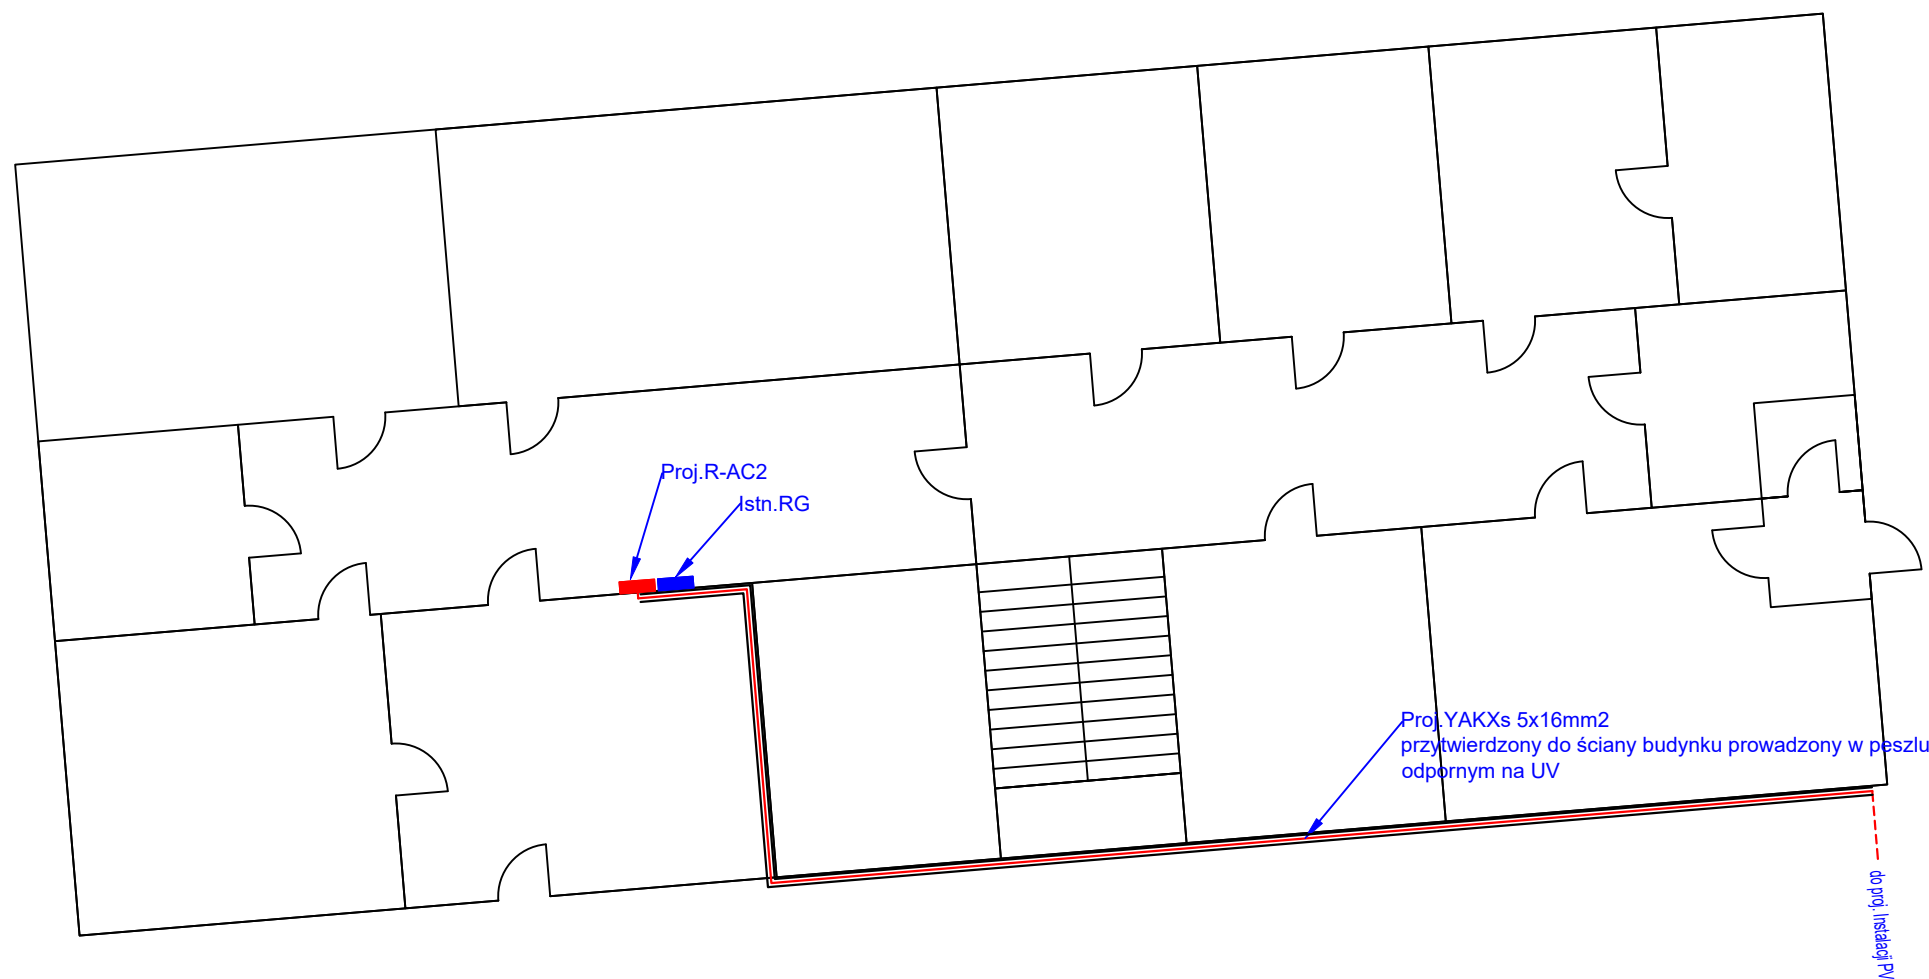 Proj.R-AC2
Istn.RG
Proj.YAKXs 5x16mm2
przytwierdzony do ściany budynku prowadzony w peszlu
odpornym na UV
do proj. Instalacji PV